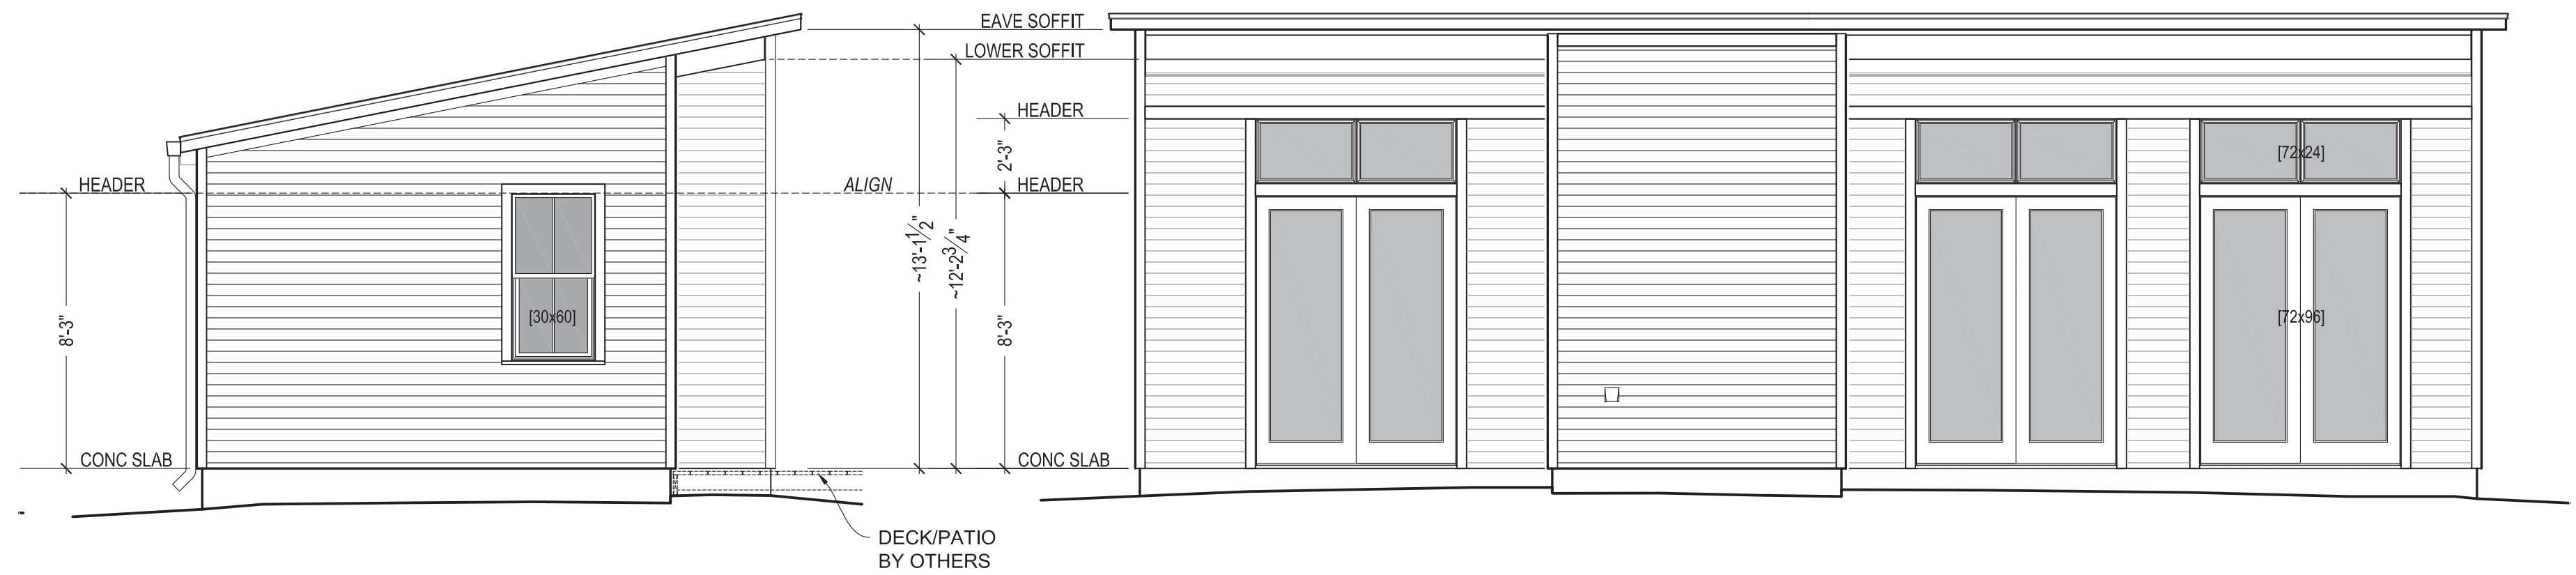 EAVE SOFFIT
LOWER SOFFIT
HEADER
2'-3"
[72x24]
HEADER
ALIGN
HEADER
~13'-1 1/2"
~12'-2 3/4"
8'-3"
[30x60]
8'-3"
[72x96]
CONC SLAB
CONC SLAB
DECK/PATIO
BY OTHERS